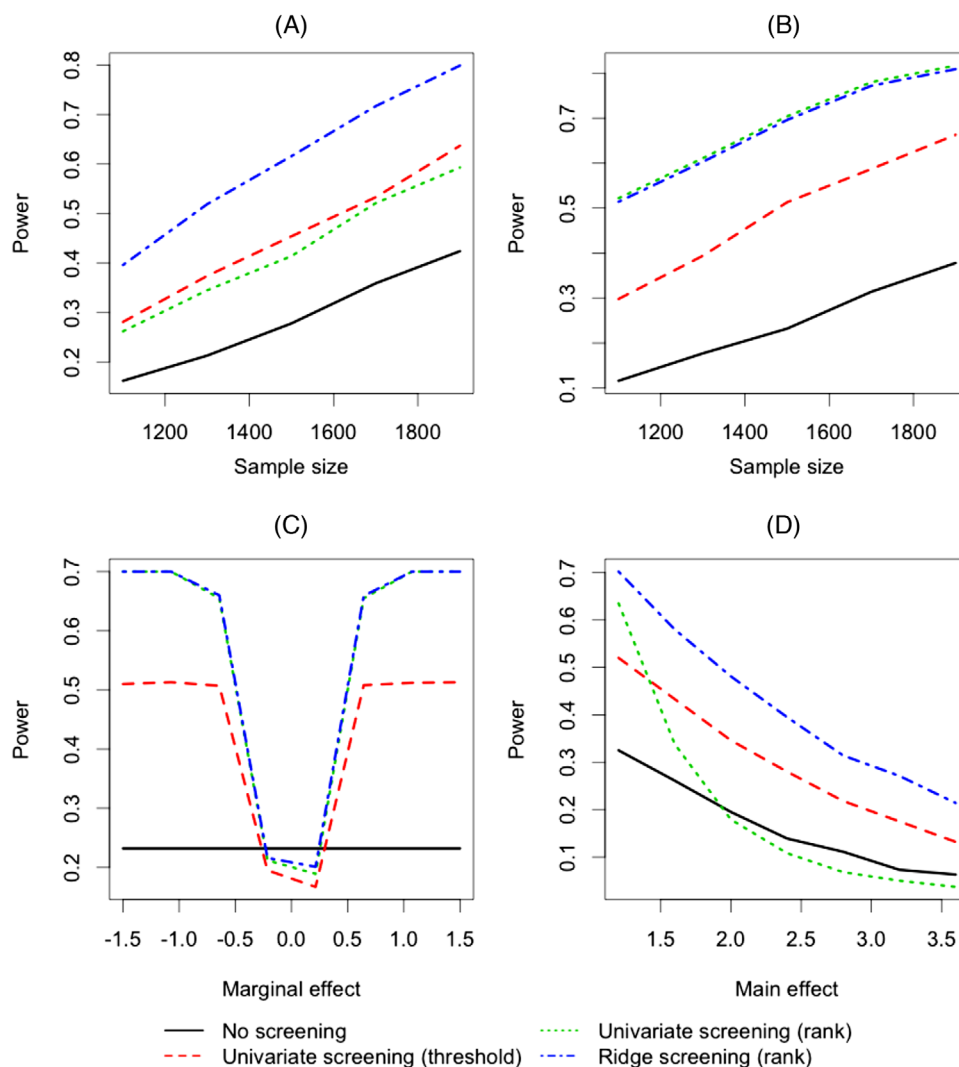 (A)
Power
0.8
0.7
0.6
0.5
0.4
0.3
0.2
1200 1400 1600 1800
Sample size
(B)
Power
0.7
0.5
0.3
0.1
1200 1400 1600 1800
Sample size
(C)
Power
0.7
0.6
0.5
0.4
0.3
0.2
-1.5 -1.0 -0.5 0.0 0.5 1.0 1.5
Marginal effect
(D)
Power
0.7
0.6
0.5
0.4
0.3
0.2
0.1
1.5 2.0 2.5 3.0 3.5
Main effect
No screening
Univariate screening (threshold)
Univariate screening (rank)
Ridge screening (rank)